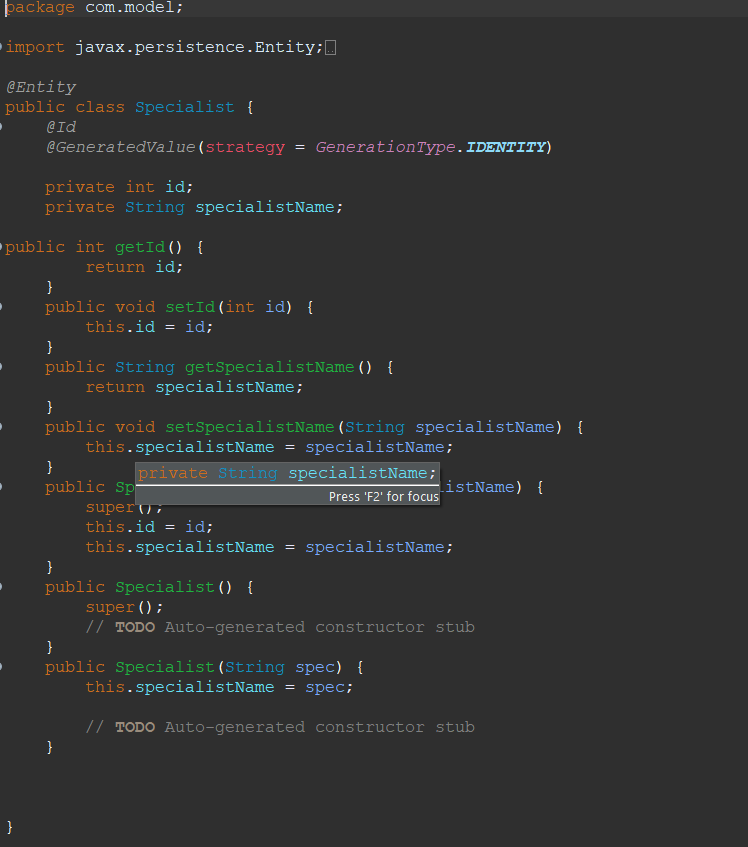 package com.model;
import javax.persistence.Entity;
@Entity
public class Specialist {
@Id
@GeneratedValue(strategy = GenerationType.IDENTITY)
private int id;
private String specialistName;
public int getId() {
return id;
}
public void setId(int id) {
this.id = id;
}
public String getSpecialistName() {
return specialistName;
}
public void setSpecialistName(String specialistName) {
this.specialistName = specialistName;
}
private String specialistName;
public Sp listName) {
Press 'F2' for focus
super();
this.id = id;
this.specialistName = specialistName;
}
public Specialist() {
super();
// TODO Auto-generated constructor stub
}
public Specialist(String spec) {
this.specialistName = spec;
// TODO Auto-generated constructor stub
}
}